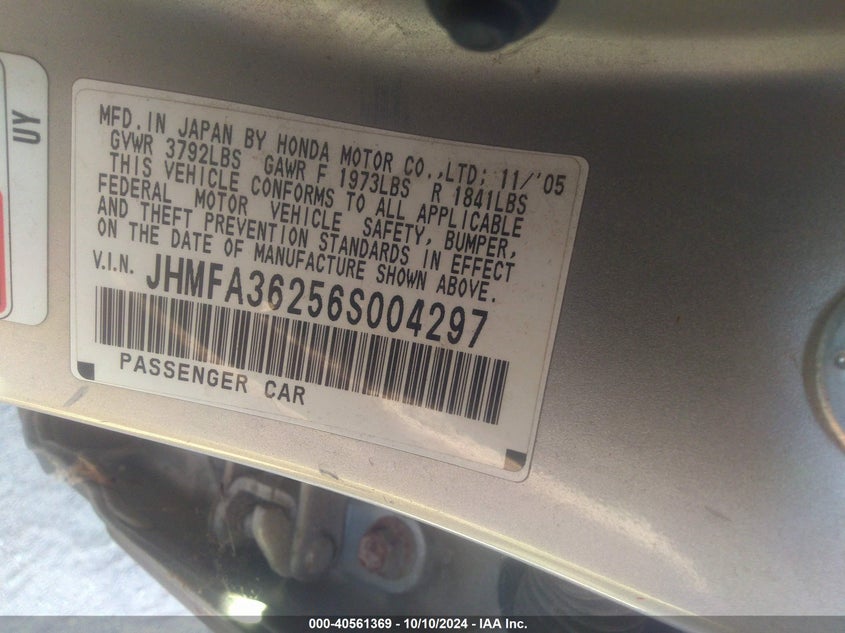 UY
MFD.IN JAPAN BY HONDA MOTOR CO.,LTD; 11/'05
GVWR 3792LBS GAWR F 1973LBS R 1841LBS
THIS VEHICLE CONFORMS TO ALL APPLICABLE
FEDERAL MOTOR VEHICLE SAFETY, BUMPER,
AND THEFT PREVENTION STANDARDS IN EFFECT
ON THE DATE OF MANUFACTURE SHOWN ABOVE.
V.I.N. JHMFA36256S004297
PASSENGER CAR
000-40561369 - 10/10/2024 - IAA Inc.